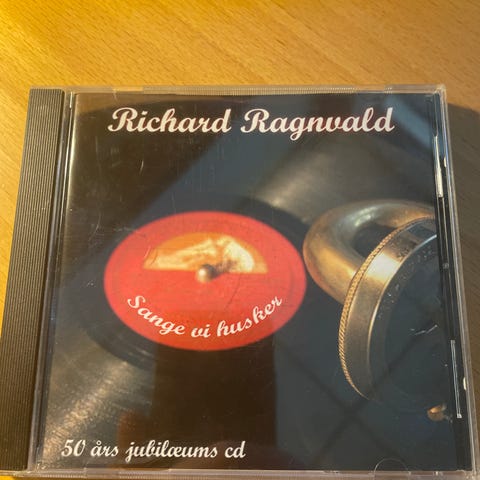 Richard Ragnvald
Sange vi husker
50 års jubilæums cd